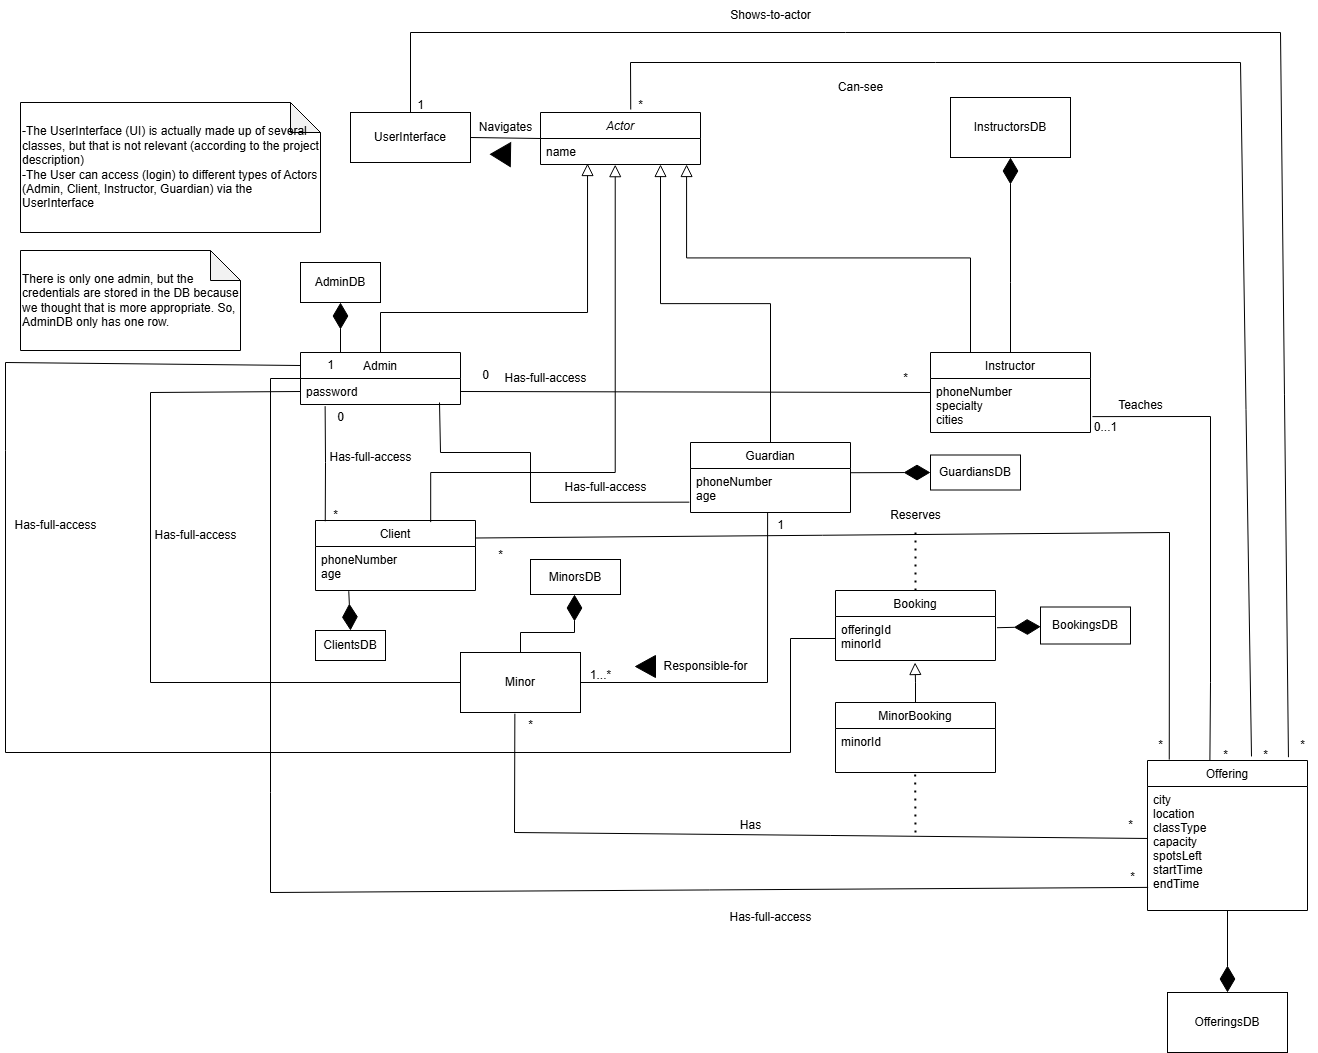 Shows-to-actor
Can-see
1
*
UserInterface
Navigates
Actor
name
InstructorsDB
-The UserInterface (UI) is actually made up of several
classes, but that is not relevant (according to the project
description)
-The User can access (login) to different types of Actors
(Admin, Client, Instructor, Guardian) via the
UserInterface
There is only one admin, but the
credentials are stored in the DB because
we thought that is more appropriate. So,
AdminDB only has one row.
AdminDB
1
Admin
password
0
Has-full-access
*
Instructor
phoneNumber
specialty
cities
Teaches
0...1
0
Has-full-access
*
Has-full-access
Guardian
phoneNumber
age
GuardiansDB
1
Reserves
Has-full-access
Has-full-access
Client
phoneNumber
age
*
ClientsDB
MinorsDB
Minor
1...*
Responsible-for
*
Booking
offeringId
minorId
BookingsDB
MinorBooking
minorId
Has
*
*
*
*
*
Offering
city
location
classType
capacity
spotsLeft
startTime
endTime
*
Has-full-access
OfferingsDB